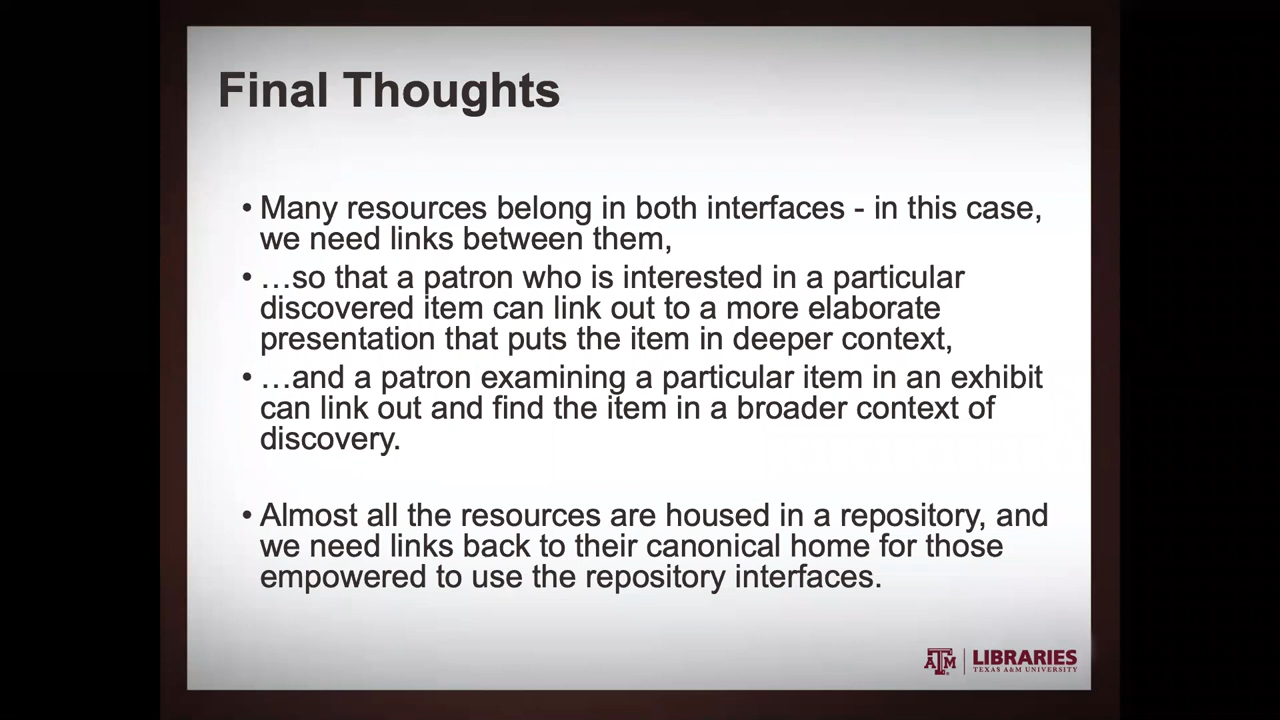 Final Thoughts
• Many resources belong in both interfaces - in this case,
we need links between them,
• …so that a patron who is interested in a particular
discovered item can link out to a more elaborate
presentation that puts the item in deeper context,
• …and a patron examining a particular item in an exhibit
can link out and find the item in a broader context of
discovery.
• Almost all the resources are housed in a repository, and
we need links back to their canonical home for those
empowered to use the repository interfaces.
ATM
LIBRARIES
TEXAS A&M UNIVERSITY